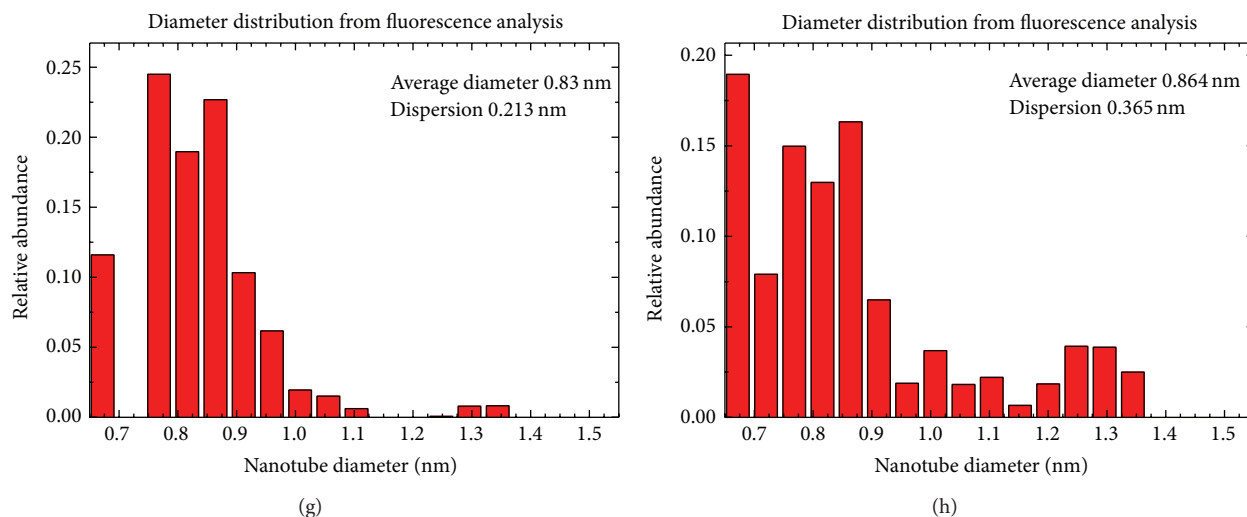 Diameter distribution from fluorescence analysis
Average diameter 0.83 nm
Dispersion 0.213 nm
Relative abundance
0.25
0.20
0.15
0.10
0.05
0.00
0.7 0.8 0.9 1.0 1.1 1.2 1.3 1.4 1.5
Nanotube diameter (nm)
(g)
Diameter distribution from fluorescence analysis
Average diameter 0.864 nm
Dispersion 0.365 nm
Relative abundance
0.20
0.15
0.10
0.05
0.00
0.7 0.8 0.9 1.0 1.1 1.2 1.3 1.4 1.5
Nanotube diameter (nm)
(h)